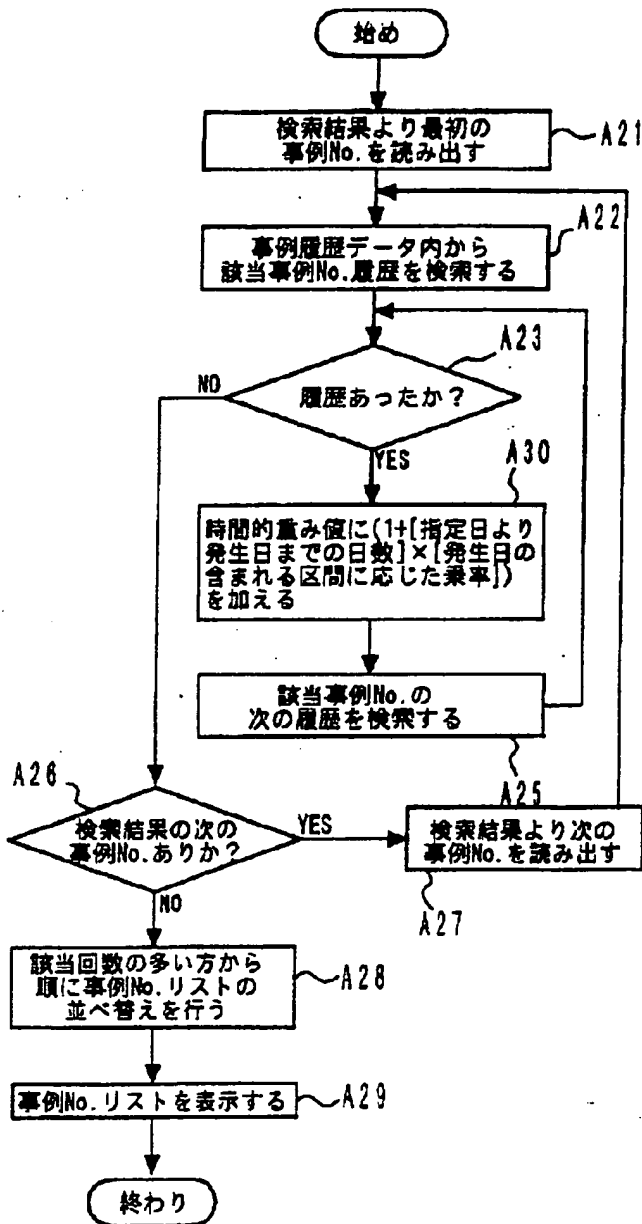 始め
検索結果より最初の
事例No.を読み出す
A21
事例履歴データ内から
該当事例No.履歴を検索する
A22
履歴あったか？
A23
NO
YES
A30
時間的重み値に(1+[指定日より
発生日までの日数]×[発生日の
含まれる区間に応じた乗率])
を加える
該当事例No.の
次の履歴を検索する
A25
A26
検索結果の次の
事例No.ありか？
YES
NO
検索結果より次の
事例No.を読み出す
A27
該当回数の多い方から
順に事例No.リストの
並べ替えを行う
A28
事例No.リストを表示する
A29
終わり